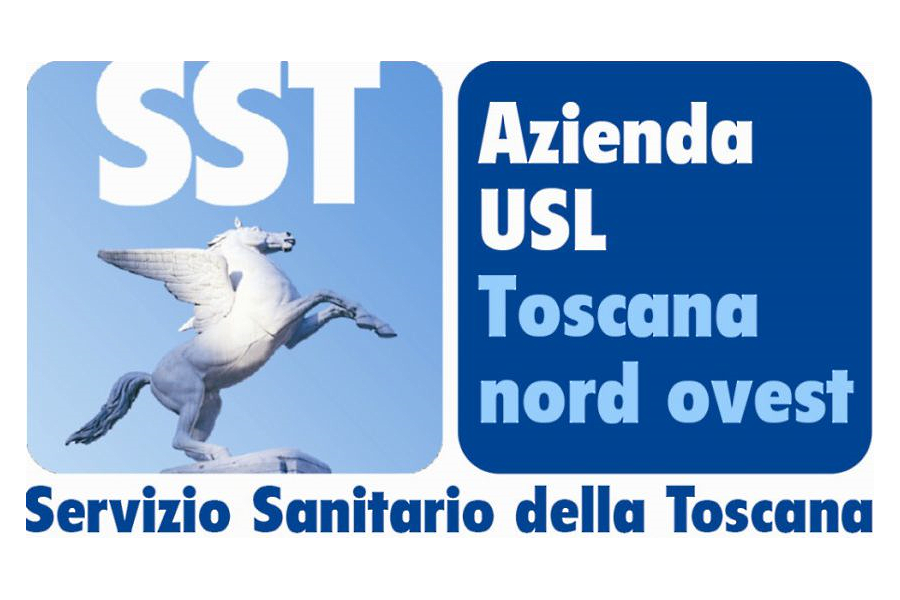 SST
Azienda
USL
Toscana
nord ovest
Servizio Sanitario della Toscana